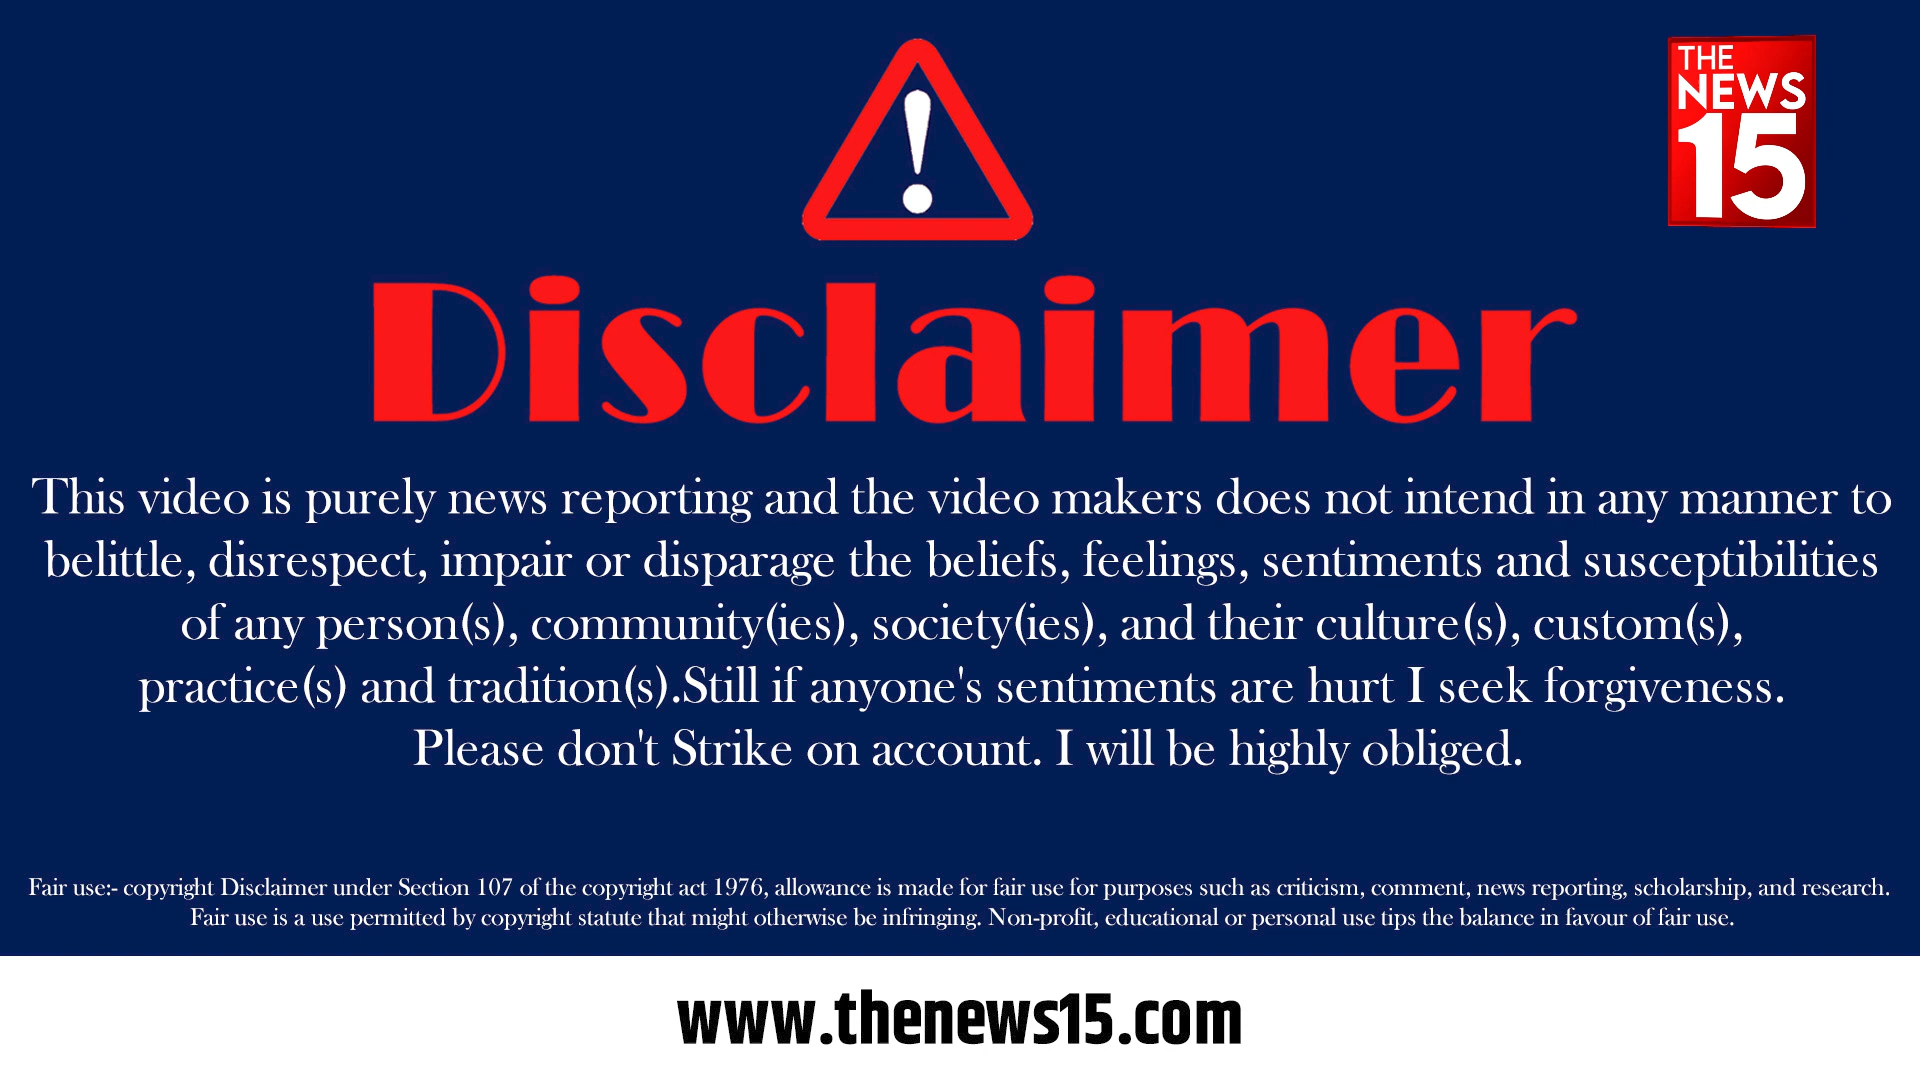 THE
NEWS
15
Disclaimer
This video is purely news reporting and the video makers does not intend in any manner to
belittle, disrespect, impair or disparage the beliefs, feelings, sentiments and susceptibilities
of any person(s), community(ies), society(ies), and their culture(s), custom(s),
practice(s) and tradition(s).Still if anyone's sentiments are hurt I seek forgiveness.
Please don't Strike on account. I will be highly obliged.
Fair use:- copyright Disclaimer under Section 107 of the copyright act 1976, allowance is made for fair use for purposes such as criticism, comment, news reporting, scholarship, and research.
Fair use is a use permitted by copyright statute that might otherwise be infringing. Non-profit, educational or personal use tips the balance in favour of fair use.
www.thenews15.com